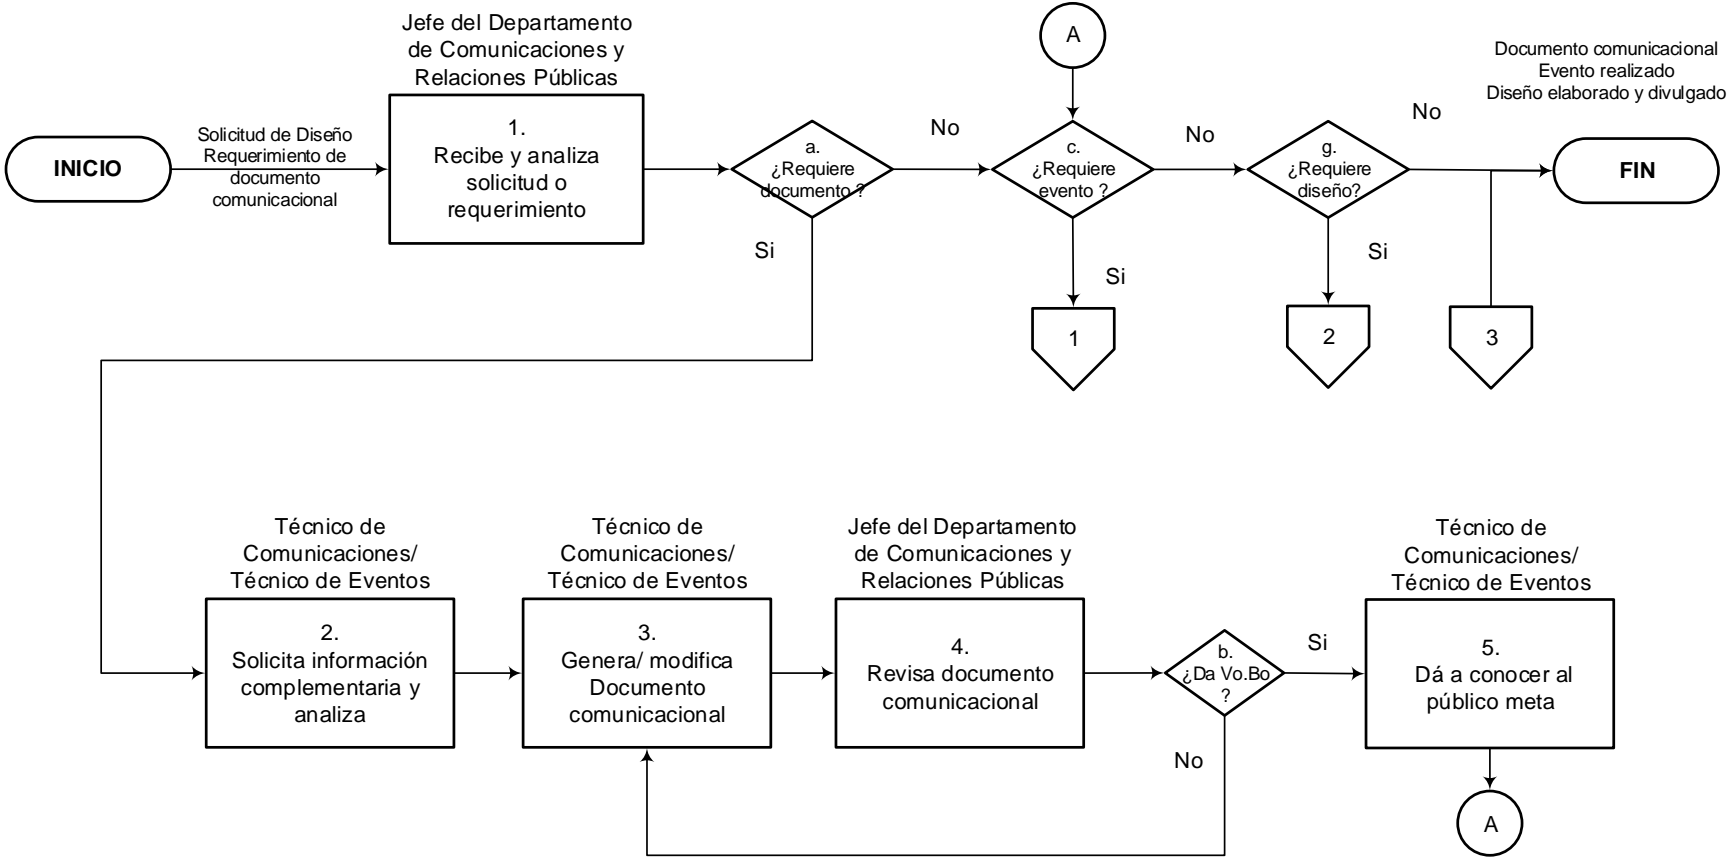 Jefe del Departamento
de Comunicaciones y
Relaciones Públicas
A
Documento comunicacional
Evento realizado
Diseño elaborado y divulgado
INICIO
Solicitud de Diseño
Requerimiento de
documento
comunicacional
1.
Recibe y analiza
solicitud o
requerimiento
a.
¿Requiere
documento ?
No
c.
¿Requiere
evento ?
No
g.
¿Requiere
diseño?
No
FIN
Si
Si
Si
1
2
3
Técnico de
Comunicaciones/
Técnico de Eventos
2.
Solicita información
complementaria y
analiza
Técnico de
Comunicaciones/
Técnico de Eventos
3.
Genera/ modifica
Documento
comunicacional
Jefe del Departamento
de Comunicaciones y
Relaciones Públicas
4.
Revisa documento
comunicacional
b.
¿Da Vo.Bo
?
Si
No
Técnico de
Comunicaciones/
Técnico de Eventos
5.
Dá a conocer al
público meta
A